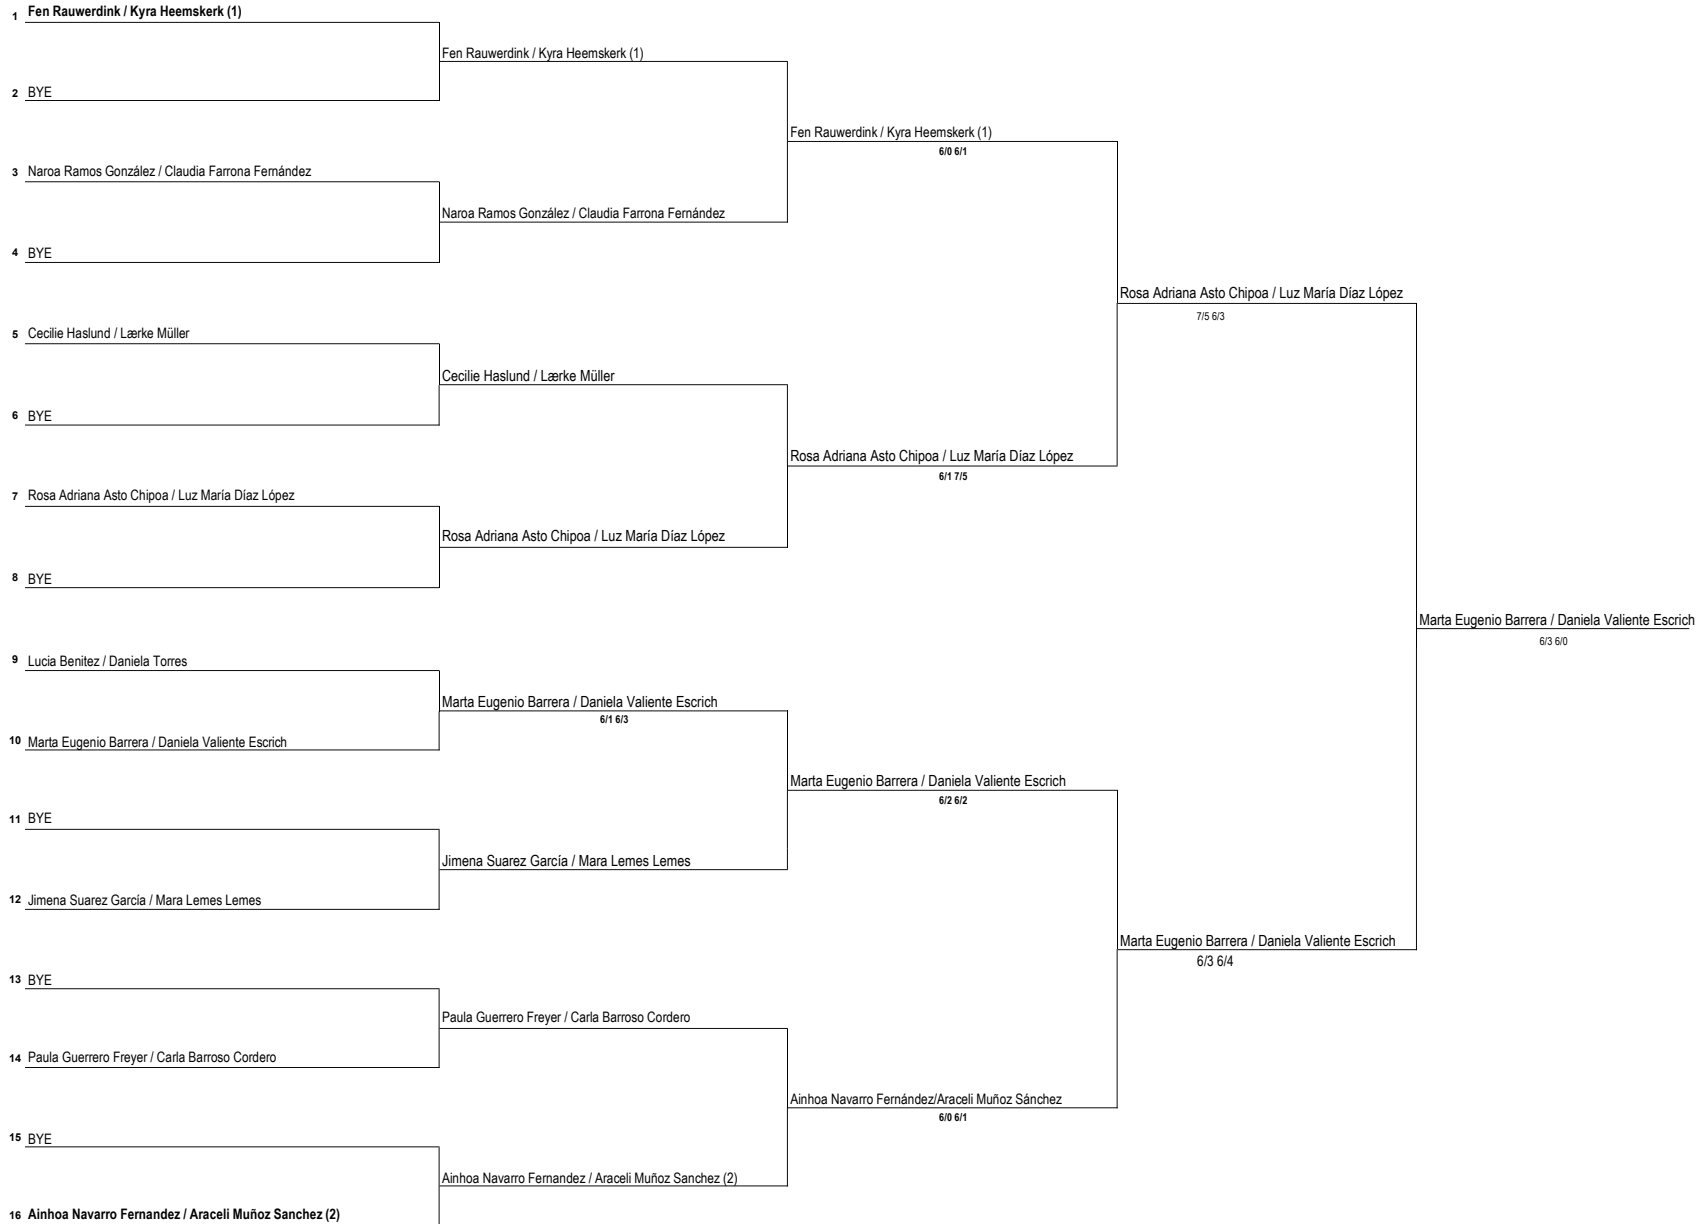 1 Fen Rauwerdink / Kyra Heemskerk (1)
Fen Rauwerdink / Kyra Heemskerk (1)
2 BYE
Fen Rauwerdink / Kyra Heemskerk (1)
6/0 6/1
3 Naroa Ramos González / Claudia Farrona Fernández
Naroa Ramos González / Claudia Farrona Fernández
4 BYE
Rosa Adriana Asto Chipoa / Luz María Díaz López
7/5 6/3
5 Cecilie Haslund / Lærke Müller
Cecilie Haslund / Lærke Müller
6 BYE
Rosa Adriana Asto Chipoa / Luz María Díaz López
6/1 7/5
7 Rosa Adriana Asto Chipoa / Luz María Díaz López
Rosa Adriana Asto Chipoa / Luz María Díaz López
8 BYE
Marta Eugenio Barrera / Daniela Valiente Escrich
6/3 6/0
9 Lucia Benitez / Daniela Torres
Marta Eugenio Barrera / Daniela Valiente Escrich
6/1 6/3
10 Marta Eugenio Barrera / Daniela Valiente Escrich
Marta Eugenio Barrera / Daniela Valiente Escrich
6/2 6/2
11 BYE
Jimena Suarez García / Mara Lemes Lemes
12 Jimena Suarez García / Mara Lemes Lemes
Marta Eugenio Barrera / Daniela Valiente Escrich
6/3 6/4
13 BYE
Paula Guerrero Freyer / Carla Barroso Cordero
14 Paula Guerrero Freyer / Carla Barroso Cordero
Ainhoa Navarro Fernández/Araceli Muñoz Sánchez
6/0 6/1
15 BYE
Ainhoa Navarro Fernandez / Araceli Muñoz Sanchez (2)
16 Ainhoa Navarro Fernandez / Araceli Muñoz Sanchez (2)